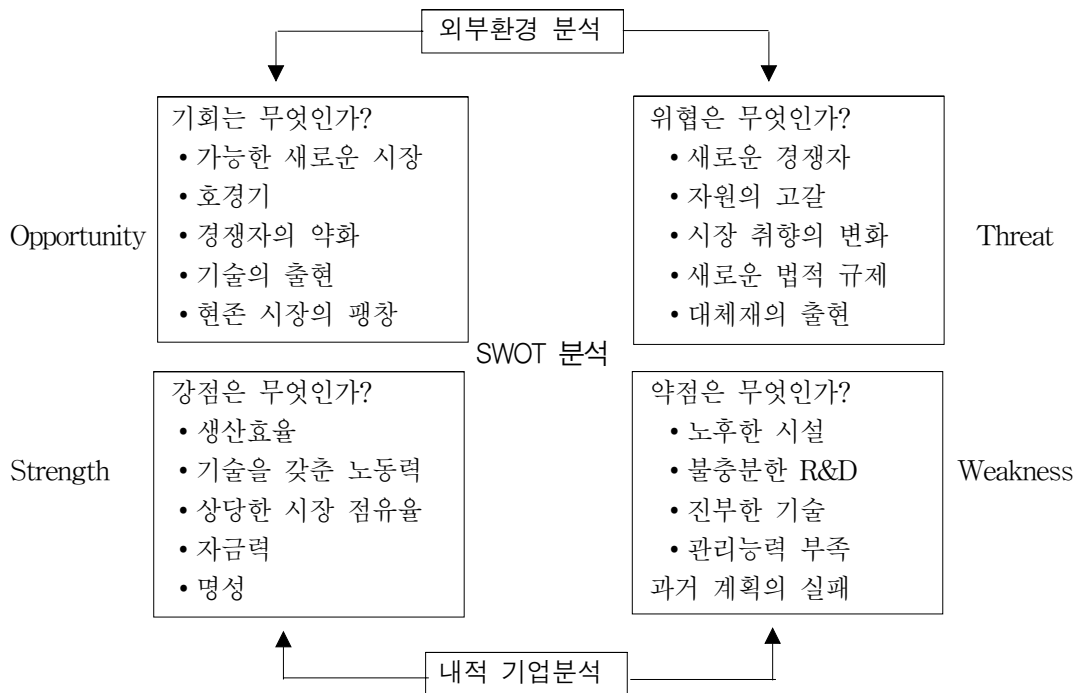 외부환경 분석
기회는 무엇인가?
• 가능한 새로운 시장
• 호경기
• 경쟁자의 약화
• 기술의 출현
• 현존 시장의 팽창
Opportunity
위협은 무엇인가?
• 새로운 경쟁자
• 자원의 고갈
• 시장 취향의 변화
• 새로운 법적 규제
• 대체재의 출현
Threat
SWOT 분석
강점은 무엇인가?
• 생산효율
• 기술을 갖춘 노동력
• 상당한 시장 점유율
• 자금력
• 명성
Strength
약점은 무엇인가?
• 노후한 시설
• 불충분한 R&D
• 진부한 기술
• 관리능력 부족
과거 계획의 실패
Weakness
내적 기업분석